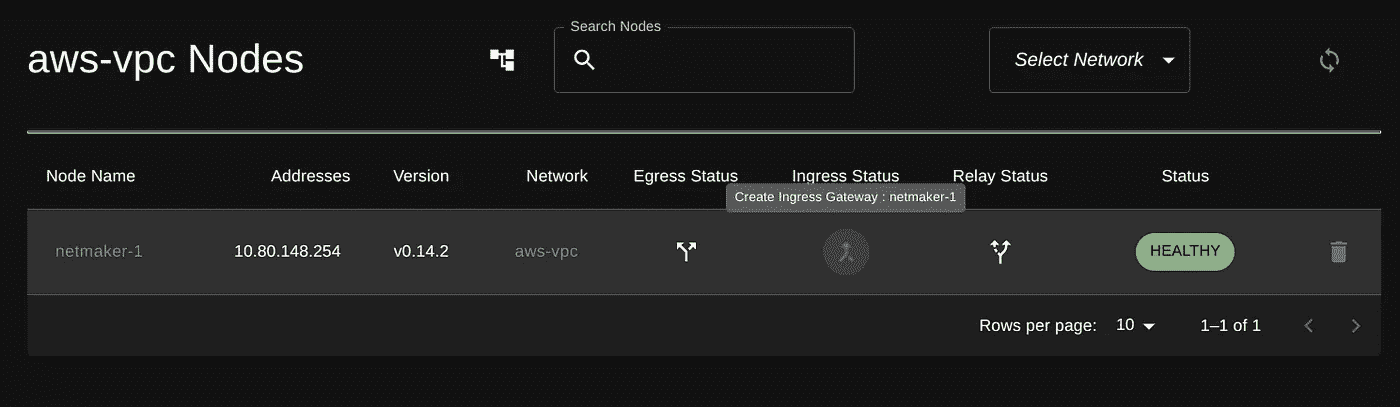 Search Nodes
aws-vpc Nodes
Select Network
Node Name Addresses Version Network Egress Status Ingress Status Relay Status Status
Create Ingress Gateway : netmaker-1
netmaker-1 10.80.148.254 v0.14.2 aws-vpc HEALTHY
Rows per page: 10 1–1 of 1